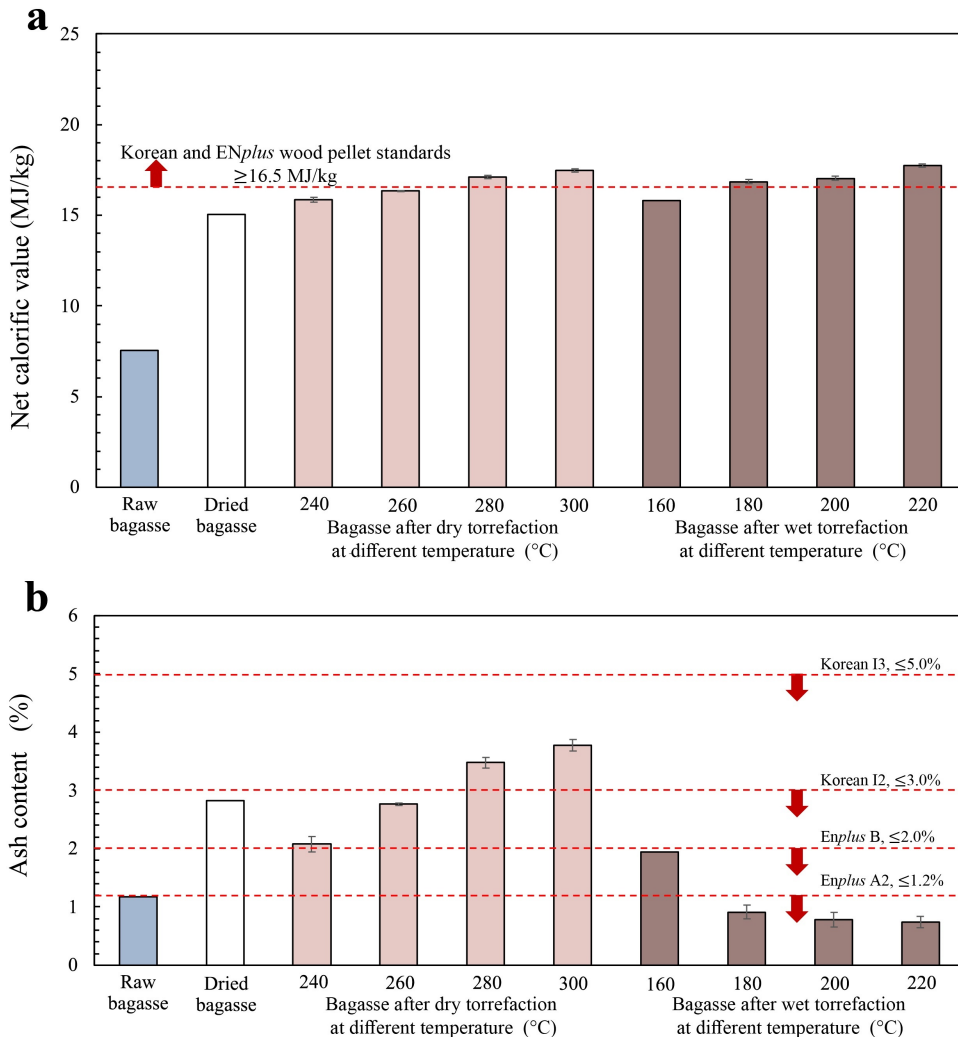 a
Net calorific value (MJ/kg)
25
20
15
10
5
0
Korean and ENplus wood pellet standards
≥16.5 MJ/kg
Raw
bagasse
Dried
bagasse
240
260
280
300
160
180
200
220
Bagasse after dry torrefaction
at different temperature (°C)
Bagasse after wet torrefaction
at different temperature (°C)
b
Ash content (%)
6
5
4
3
2
1
0
Korean I3, ≤5.0%
Korean I2, ≤3.0%
Enplus B, ≤2.0%
Enplus A2, ≤1.2%
Raw
bagasse
Dried
bagasse
240
260
280
300
160
180
200
220
Bagasse after dry torrefaction
at different temperature (°C)
Bagasse after wet torrefaction
at different temperature (°C)